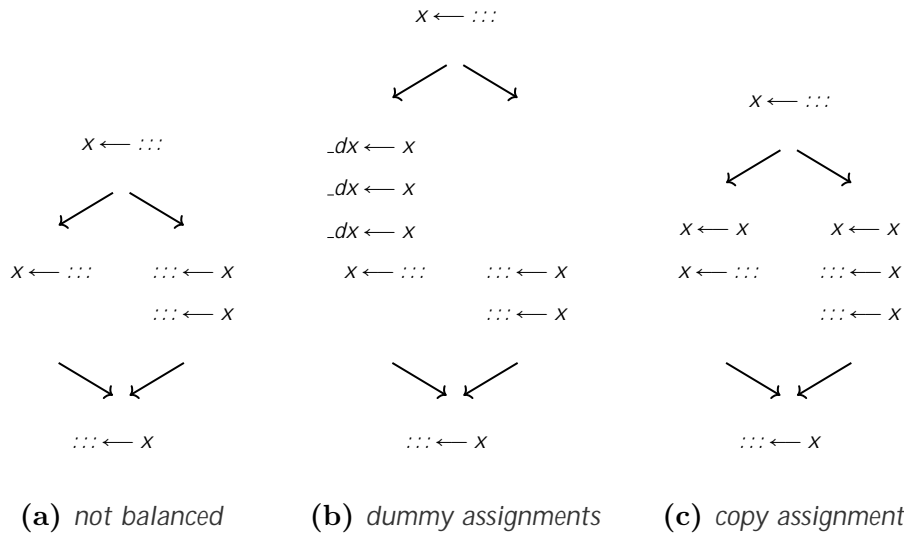 x ← :::
_dx ← x
_dx ← x
_dx ← x
x ← :::
::: ← x
::: ← x
::: ← x
x ← :::
x ← :::
::: ← x
::: ← x
::: ← x
x ← :::
x ← x
x ← x
x ← :::
::: ← x
::: ← x
::: ← x
(a) not balanced
(b) dummy assignments
(c) copy assignment